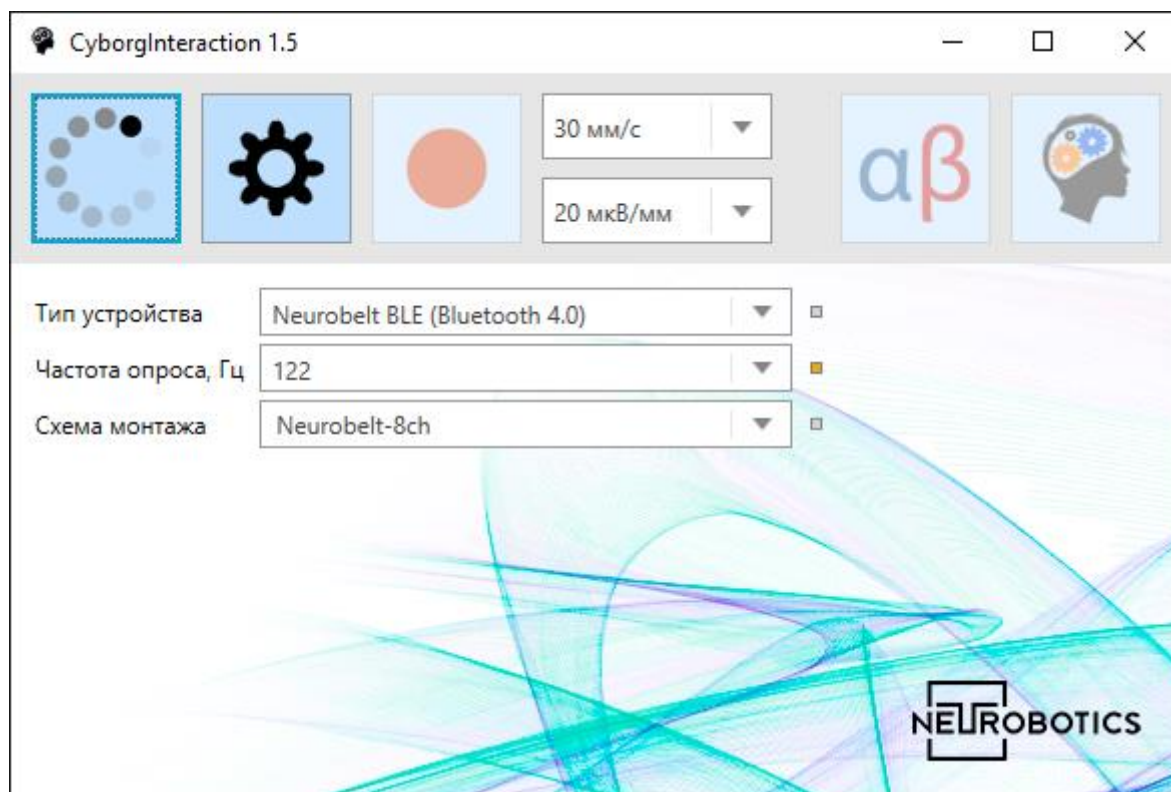 CyborgInteraction 1.5
30 мм/с
20 мкВ/мм
αβ
Тип устройства
Neurobelt BLE (Bluetooth 4.0)
Частота опроса, Гц
122
Схема монтажа
Neurobelt-8ch
NEUROBOTICS